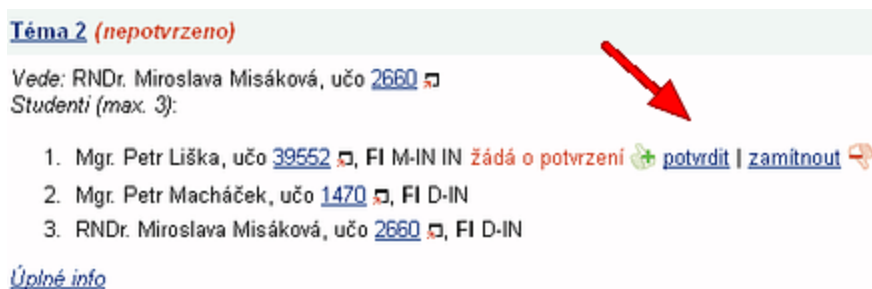 Téma 2 (nepotvrzeno)
Vede: RNDr. Miroslava Misáková, učo 2660
Studenti (max. 3):
1. Mgr. Petr Liška, učo 39552, FI M-IN IN žádá o potvrzení potvrdit | zamítnout
2. Mgr. Petr Macháček, učo 1470, FI D-IN
3. RNDr. Miroslava Misáková, učo 2660, FI D-IN
Úplné info